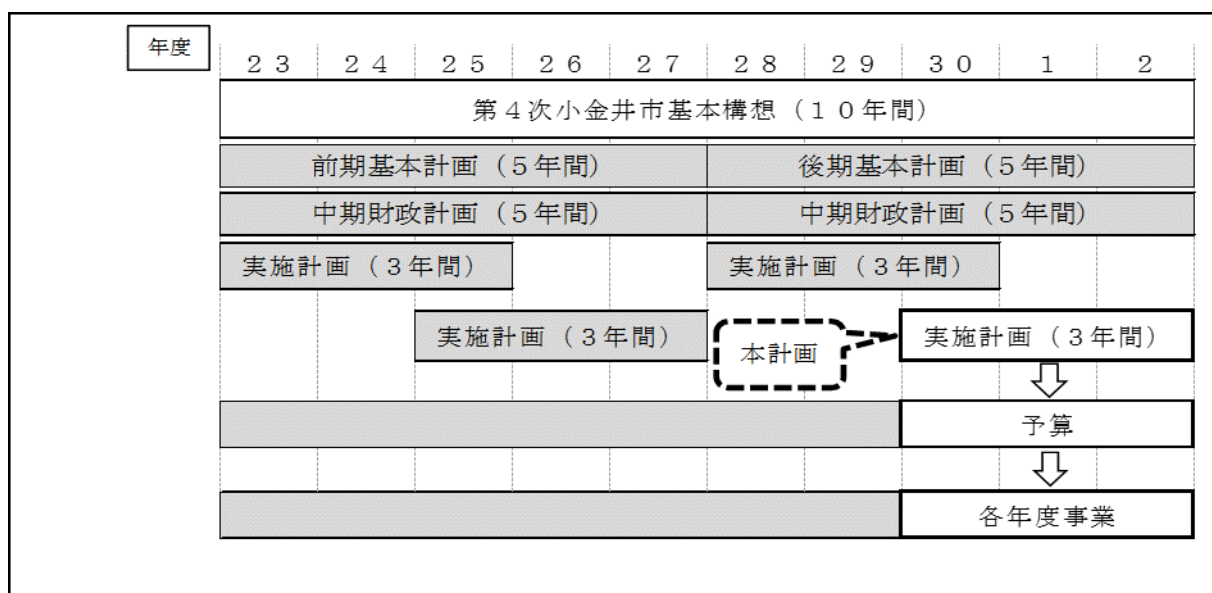 年度
23 24 25 26 27 28 29 30 1 2
第4次小金井市基本構想（10年間）
前期基本計画（5年間） 後期基本計画（5年間）
中期財政計画（5年間） 中期財政計画（5年間）
実施計画（3年間） 実施計画（3年間）
実施計画（3年間） 本計画 実施計画（3年間）
予算
各年度事業